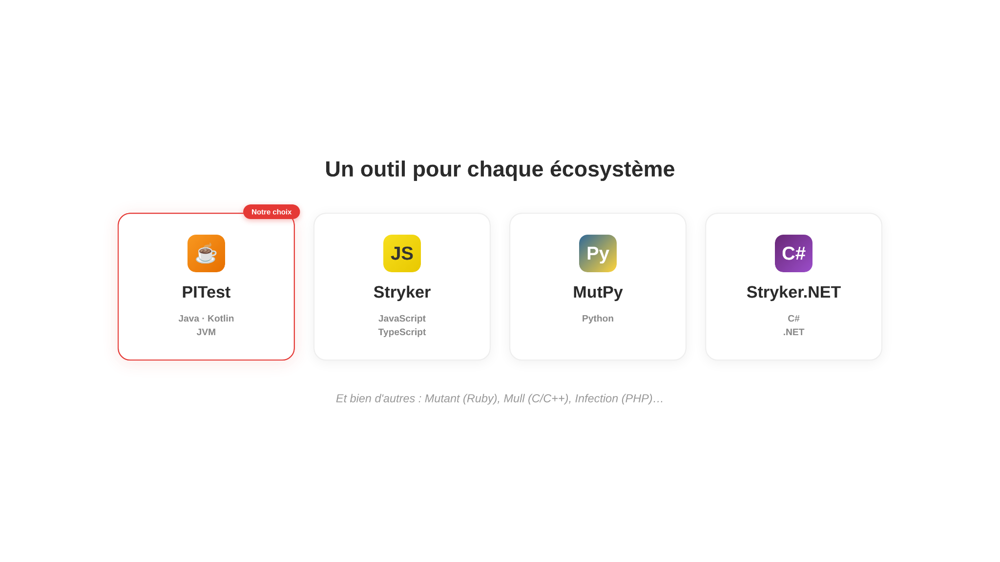 Un outil pour chaque écosystème
Notre choix
PITest
Java · Kotlin
JVM
JS
Stryker
JavaScript
TypeScript
Py
MutPy
Python
C#
Stryker.NET
C#
.NET
Et bien d'autres : Mutant (Ruby), Mull (C/C++), Infection (PHP)…